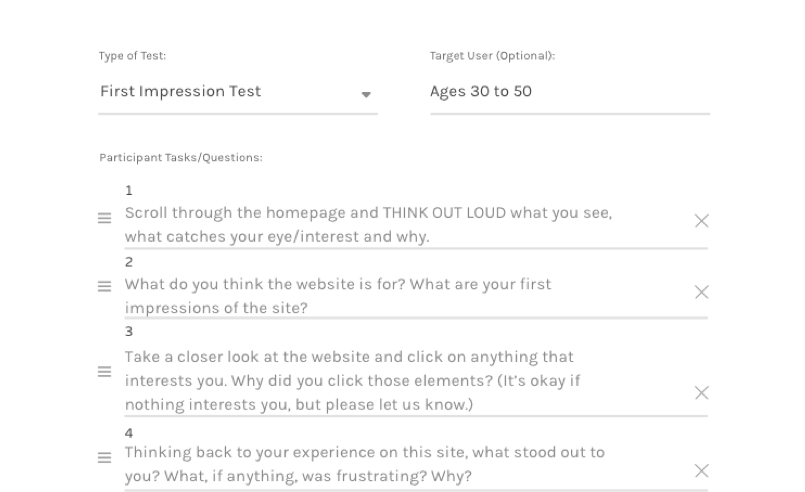 Type of Test:
Target User (Optional):
First Impression Test
Ages 30 to 50
Participant Tasks/Questions:
1
Scroll through the homepage and THINK OUT LOUD what you see,
what catches your eye/interest and why.
2
What do you think the website is for? What are your first
impressions of the site?
3
Take a closer look at the website and click on anything that
interests you. Why did you click those elements? (It's okay if
nothing interests you, but please let us know.)
4
Thinking back to your experience on this site, what stood out to
you? What, if anything, was frustrating? Why?